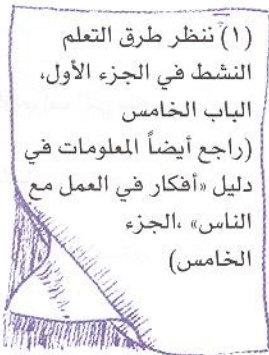 (١) ننظر طرق التعلم
النشط في الجزء الأول،
الباب الخامس
(راجع أيضاً المعلومات في
دليل «أفكار في العمل مع
الناس» ،الجزء
الخامس)